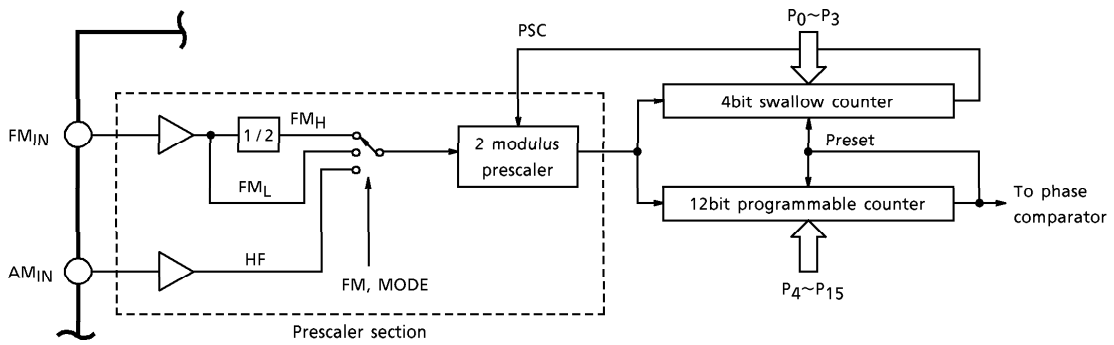 P0~P3
PSC
4bit swallow counter
FMIN
1/2
FMH
2 modulus
prescaler
Preset
FML
12bit programmable counter
To phase
comparator
AMIN
HF
FM, MODE
P4~P15
Prescaler section